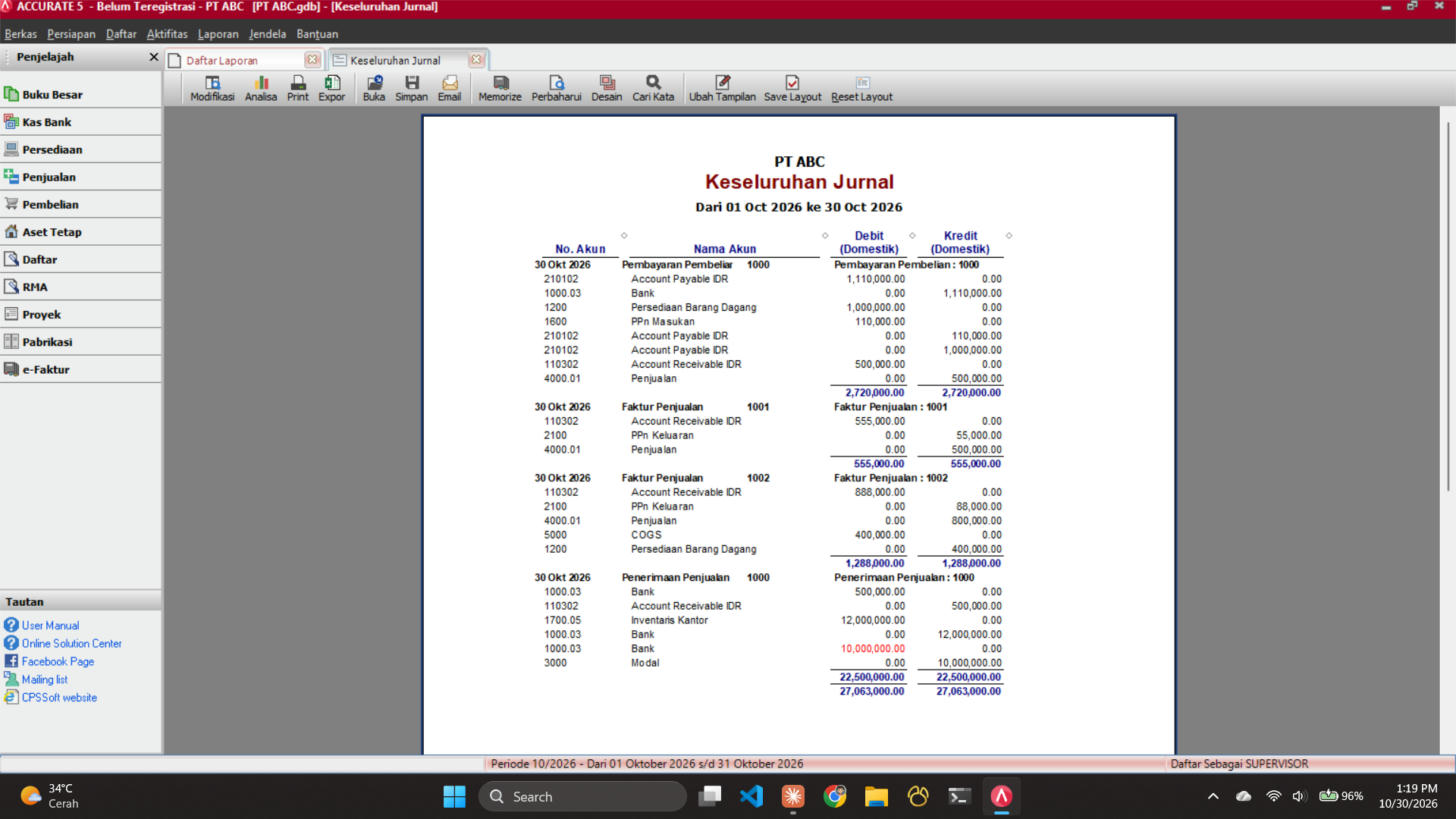 ACCURATE 5 - Belum Teregistrasi - PT ABC [PT ABC.gdb] - [Keseluruhan Jurnal]
Berkas Persiapan Daftar Aktifitas Laporan Jendela Bantuan
Penjelajah
Daftar Laporan
Keseluruhan Jurnal
Modifikasi Analisa Print Expor Buka Simpan Email Memorize Perbaharui Desain Cari Kata Ubah Tampilan Save Layout Reset Layout
Buku Besar
Kas Bank
Persediaan
Penjualan
Pembelian
Aset Tetap
Daftar
RMA
Proyek
Pabrikasi
e-Faktur
Tautan
User Manual
Online Solution Center
Facebook Page
Mailing list
CPSSoft website
PT ABC
Keseluruhan Jurnal
Dari 01 Oct 2026 ke 30 Oct 2026
No. Akun Nama Akun Debit (Domestik) Kredit (Domestik)
30 Okt 2026 Pembayaran Pembeliar 1000 Pembayaran Pembelian : 1000
210102 Account Payable IDR 1,110,000.00 0.00
1000.03 Bank 0.00 1,110,000.00
1200 Persediaan Barang Dagang 1,000,000.00 0.00
1600 PPn Masukan 110,000.00 0.00
210102 Account Payable IDR 0.00 110,000.00
210102 Account Payable IDR 0.00 1,000,000.00
110302 Account Receivable IDR 500,000.00 0.00
4000.01 Penjualan 0.00 500,000.00
2,720,000.00 2,720,000.00
30 Okt 2026 Faktur Penjualan 1001 Faktur Penjualan : 1001
110302 Account Receivable IDR 555,000.00 0.00
2100 PPn Keluaran 0.00 55,000.00
4000.01 Penjualan 0.00 500,000.00
555,000.00 555,000.00
30 Okt 2026 Faktur Penjualan 1002 Faktur Penjualan : 1002
110302 Account Receivable IDR 888,000.00 0.00
2100 PPn Keluaran 0.00 88,000.00
4000.01 Penjualan 0.00 800,000.00
5000 COGS 400,000.00 0.00
1200 Persediaan Barang Dagang 0.00 400,000.00
1,288,000.00 1,288,000.00
30 Okt 2026 Penerimaan Penjualan 1000 Penerimaan Penjualan : 1000
1000.03 Bank 500,000.00 0.00
110302 Account Receivable IDR 0.00 500,000.00
1700.05 Inventaris Kantor 12,000,000.00 0.00
1000.03 Bank 0.00 12,000,000.00
1000.03 Bank 10,000,000.00 0.00
3000 Modal 0.00 10,000,000.00
22,500,000.00 22,500,000.00
27,063,000.00 27,063,000.00
Periode 10/2026 - Dari 01 Oktober 2026 s/d 31 Oktober 2026
Daftar Sebagai SUPERVISOR
34°C
Cerah
Search
96%
1:19 PM
10/30/2026